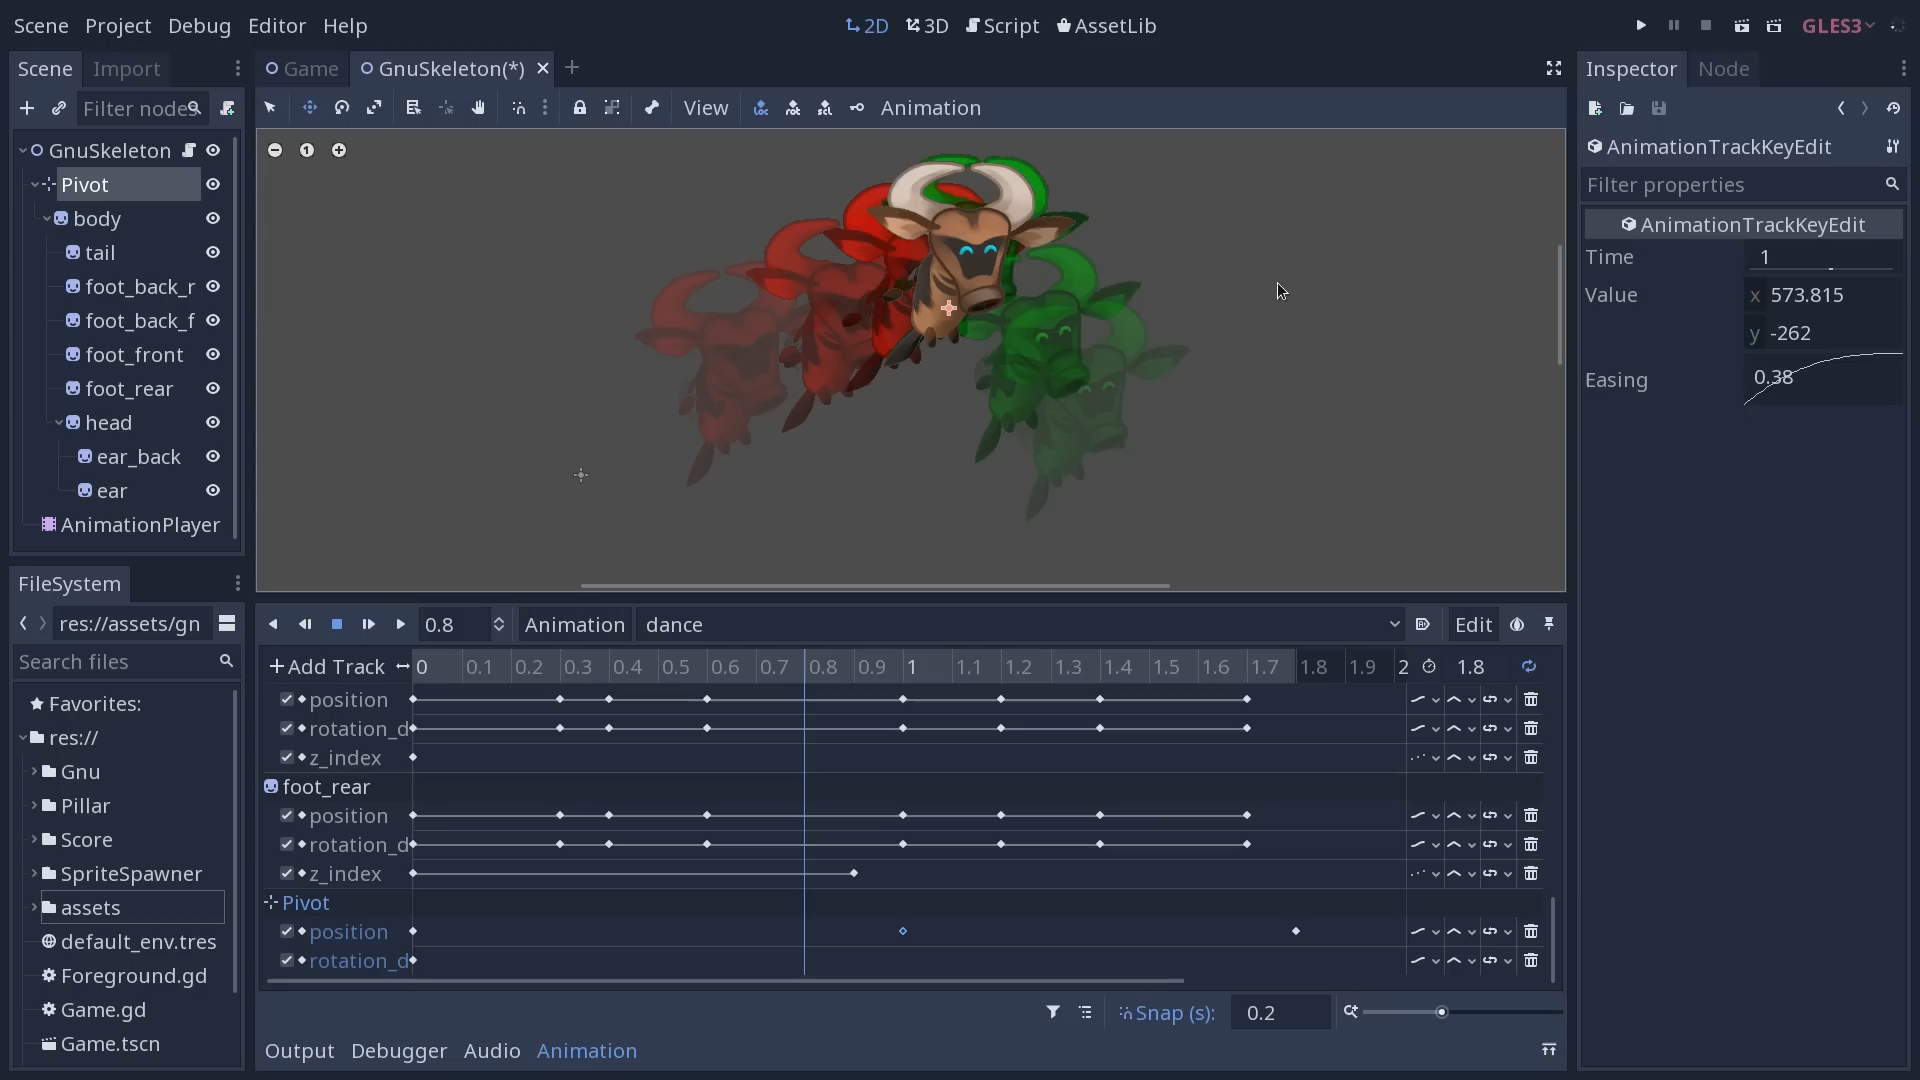 Scene Project Debug Editor Help
2D 3D Script AssetLib
GLES3
Scene Import
Filter nodes
GnuSkeleton
Pivot
body
tail
foot_back_r
foot_back_f
foot_front
foot_rear
head
ear_back
ear
AnimationPlayer
FileSystem
res://assets/gn
Search files
Favorites:
res://
Gnu
Pillar
Score
SpriteSpawner
assets
default_env.tres
Foreground.gd
Game.gd
Game.tscn
Game GnuSkeleton(*)
View Animation
1
0.8 Animation dance Edit
Add Track 0 0.1 0.2 0.3 0.4 0.5 0.6 0.7 0.8 0.9 1 1.1 1.2 1.3 1.4 1.5 1.6 1.7 1.8 1.9 2 1.8
position
rotation_d
z_index
foot_rear
position
rotation_d
z_index
Pivot
position
rotation_d
Snap (s): 0.2
Output Debugger Audio Animation
Inspector Node
AnimationTrackKeyEdit
Filter properties
AnimationTrackKeyEdit
Time 1
Value x 573.815
y -262
Easing 0.38